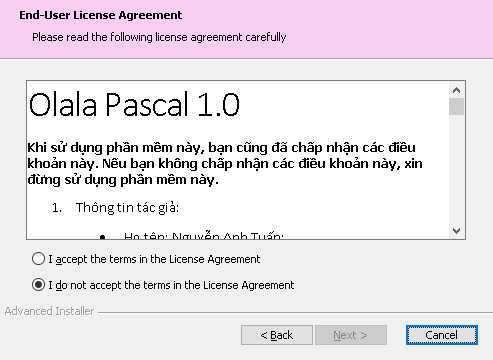 End-User License Agreement
Please read the following license agreement carefully
Olala Pascal 1.0
Khi sử dụng phần mềm này, bạn cũng đã chấp nhận các điều
khoản này. Nếu bạn không chấp nhận các điều khoản này, xin
đừng sử dụng phần mềm này.
1. Thông tin tác giả:
• Họ tên: Nguyễn Anh Tuấn;
I accept the terms in the License Agreement
I do not accept the terms in the License Agreement
Advanced Installer
< Back Next > Cancel